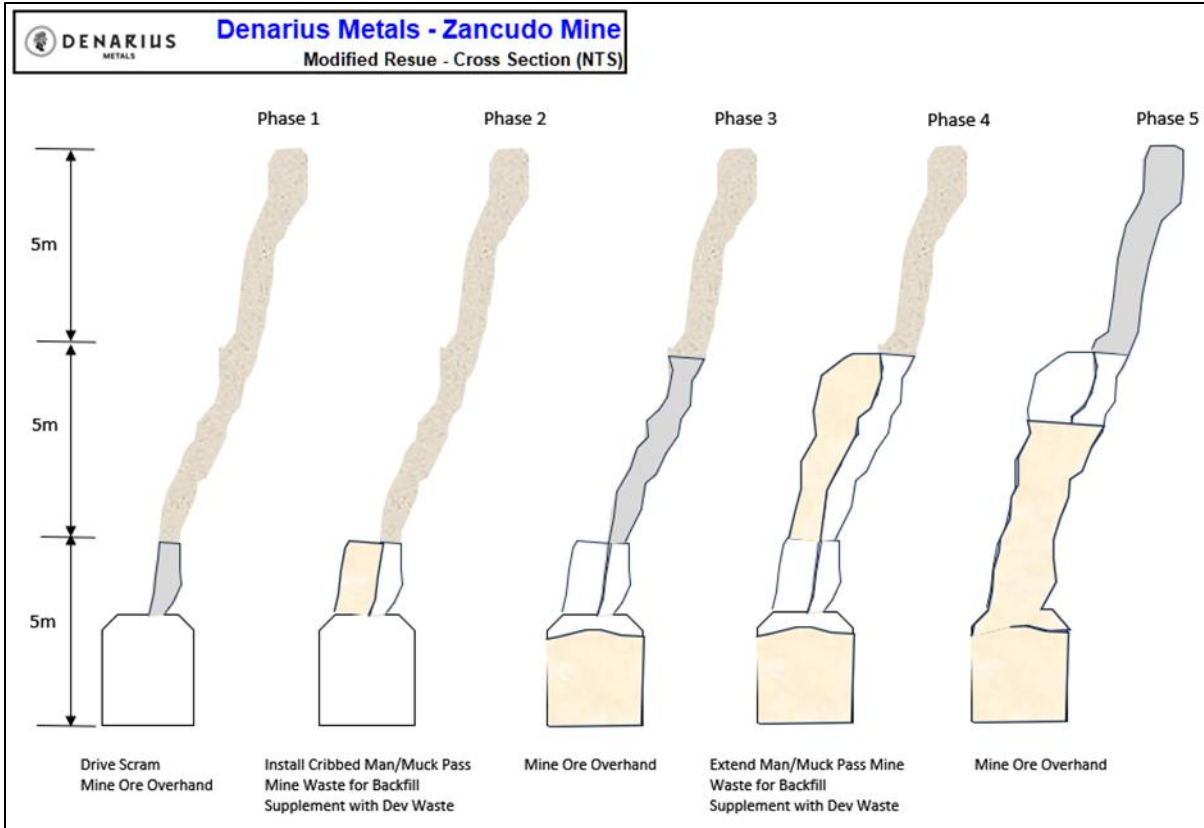 DENARIUS
METALS
Denarius Metals - Zancudo Mine
Modified Resue - Cross Section (NTS)
Phase 1
Phase 2
Phase 3
Phase 4
Phase 5
5m
5m
5m
Drive Scram
Mine Ore Overhand
Install Cribbed Man/Muck Pass
Mine Waste for Backfill
Supplement with Dev Waste
Mine Ore Overhand
Extend Man/Muck Pass Mine
Waste for Backfill
Supplement with Dev Waste
Mine Ore Overhand